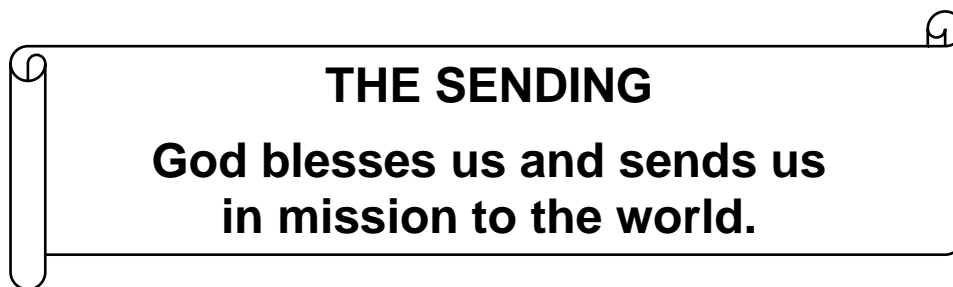 THE SENDING
God blesses us and sends us
in mission to the world.